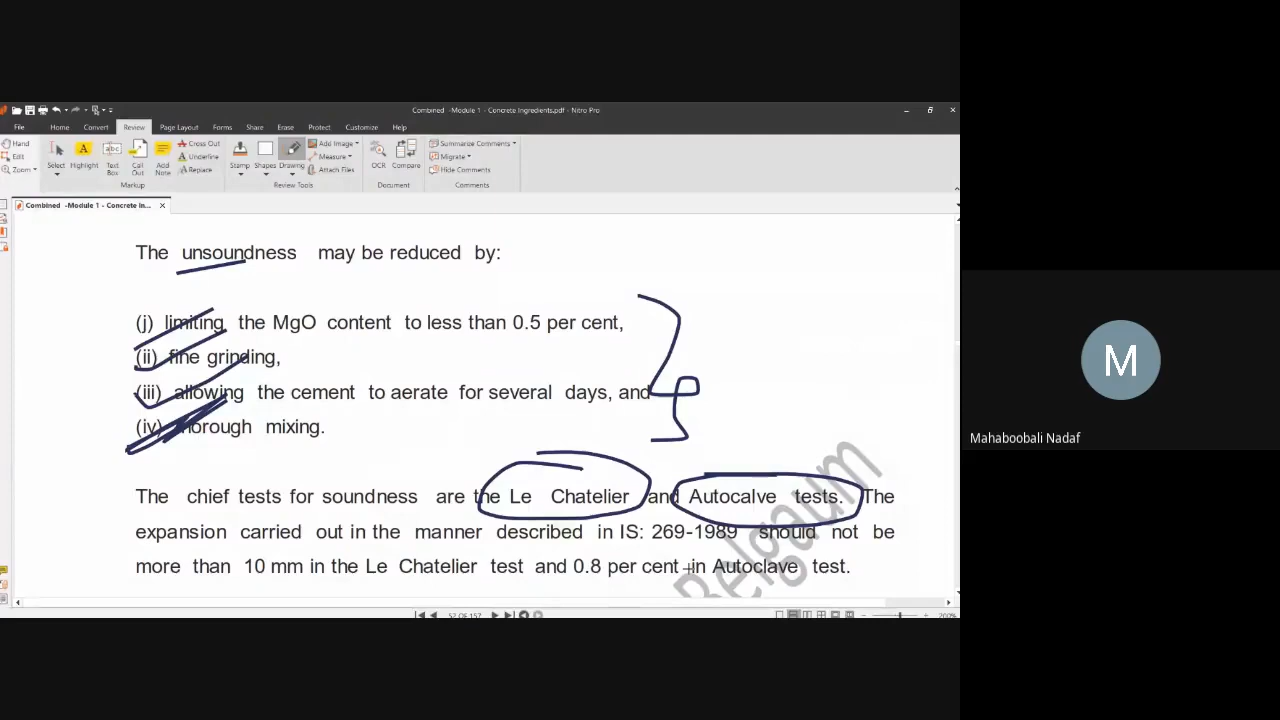 Combined -Module 1 - Concrete Ingredients.pdf - Nitro Pro
File Home Convert Review Page Layout Forms Share Erase Protect Customize Help
Hand Edit Zoom
Select Highlight Text Box Call Out Add Note Cross Out Underline Replace
Markup
Stamp Shapes Drawing Add Image Measure Attach Files
Review Tools
OCR Compare
Document
Summarize Comments Migrate Hide Comments
Comments
Combined -Module 1 - Concrete In...
The unsoundness may be reduced by:
(j) limiting the MgO content to less than 0.5 per cent,
(ii) fine grinding,
(iii) allowing the cement to aerate for several days, and
(iv) thorough mixing.
The chief tests for soundness are the Le Chatelier and Autocalve tests. The
expansion carried out in the manner described in IS: 269-1989 should not be
more than 10 mm in the Le Chatelier test and 0.8 per cent in Autoclave test.
Belgaum
M
Mahaboobali Nadaf